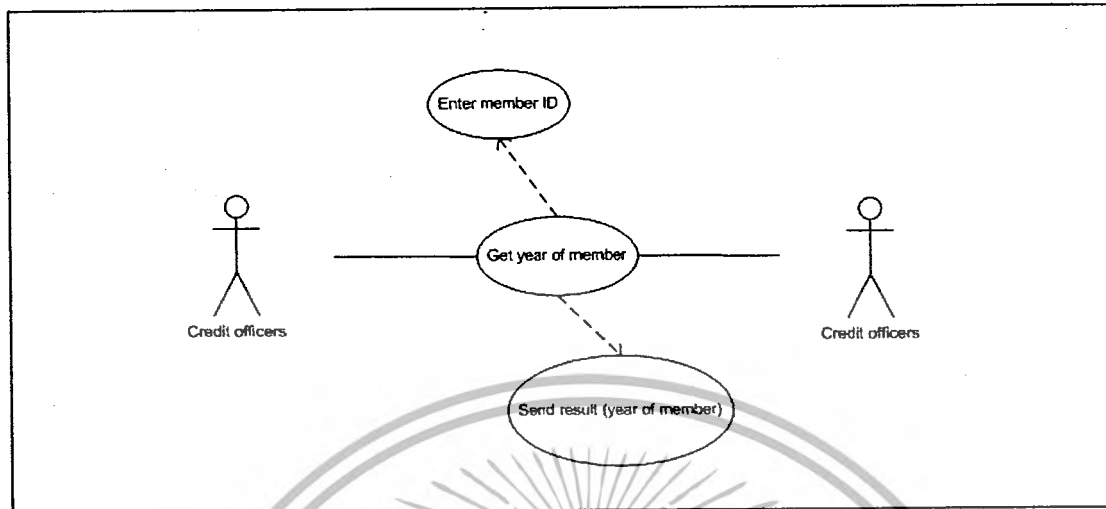 Enter member ID
Get year of member
Credit officers
Credit officers
Send result (year of member)